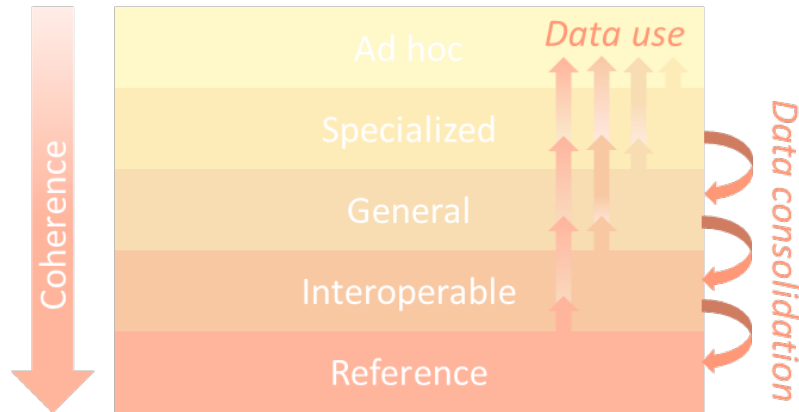 Data use
Ad hoc
Specialized
General
Interoperable
Reference
Coherence
Data consolidation